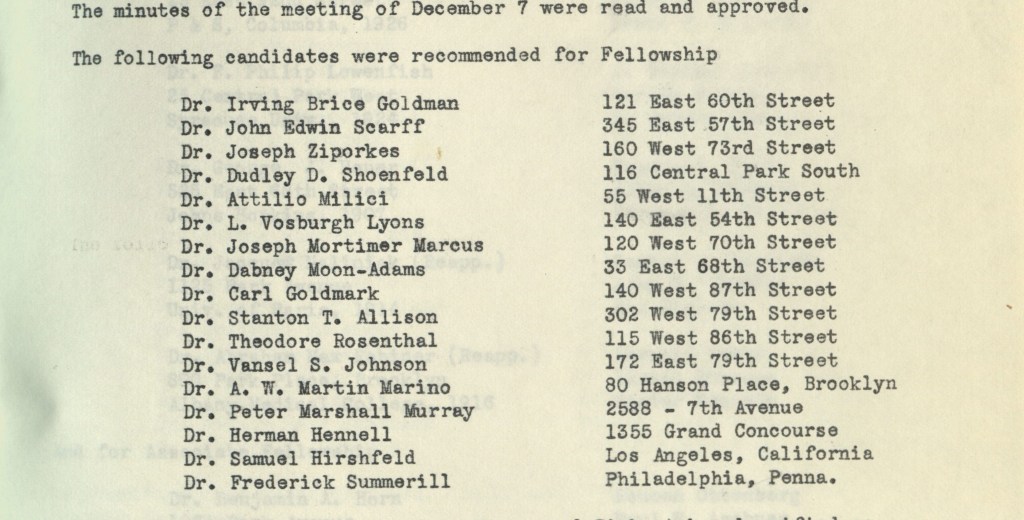 The minutes of the meeting of December 7 were read and approved.
The following candidates were recommended for Fellowship
Dr. Irving Brice Goldman 121 East 60th Street
Dr. John Edwin Scarff 345 East 57th Street
Dr. Joseph Ziporkes 160 West 73rd Street
Dr. Dudley D. Shoenfeld 116 Central Park South
Dr. Attilio Milici 55 West 11th Street
Dr. L. Vosburgh Lyons 140 East 54th Street
Dr. Joseph Mortimer Marcus 120 West 70th Street
Dr. Dabney Moon-Adams 33 East 68th Street
Dr. Carl Goldmark 140 West 87th Street
Dr. Stanton T. Allison 302 West 79th Street
Dr. Theodore Rosenthal 115 West 86th Street
Dr. Vansel S. Johnson 172 East 79th Street
Dr. A. W. Martin Marino 80 Hanson Place, Brooklyn
Dr. Peter Marshall Murray 2588 - 7th Avenue
Dr. Herman Hennell 1355 Grand Concourse
Dr. Samuel Hirshfeld Los Angeles, California
Dr. Frederick Summerill Philadelphia, Penna.